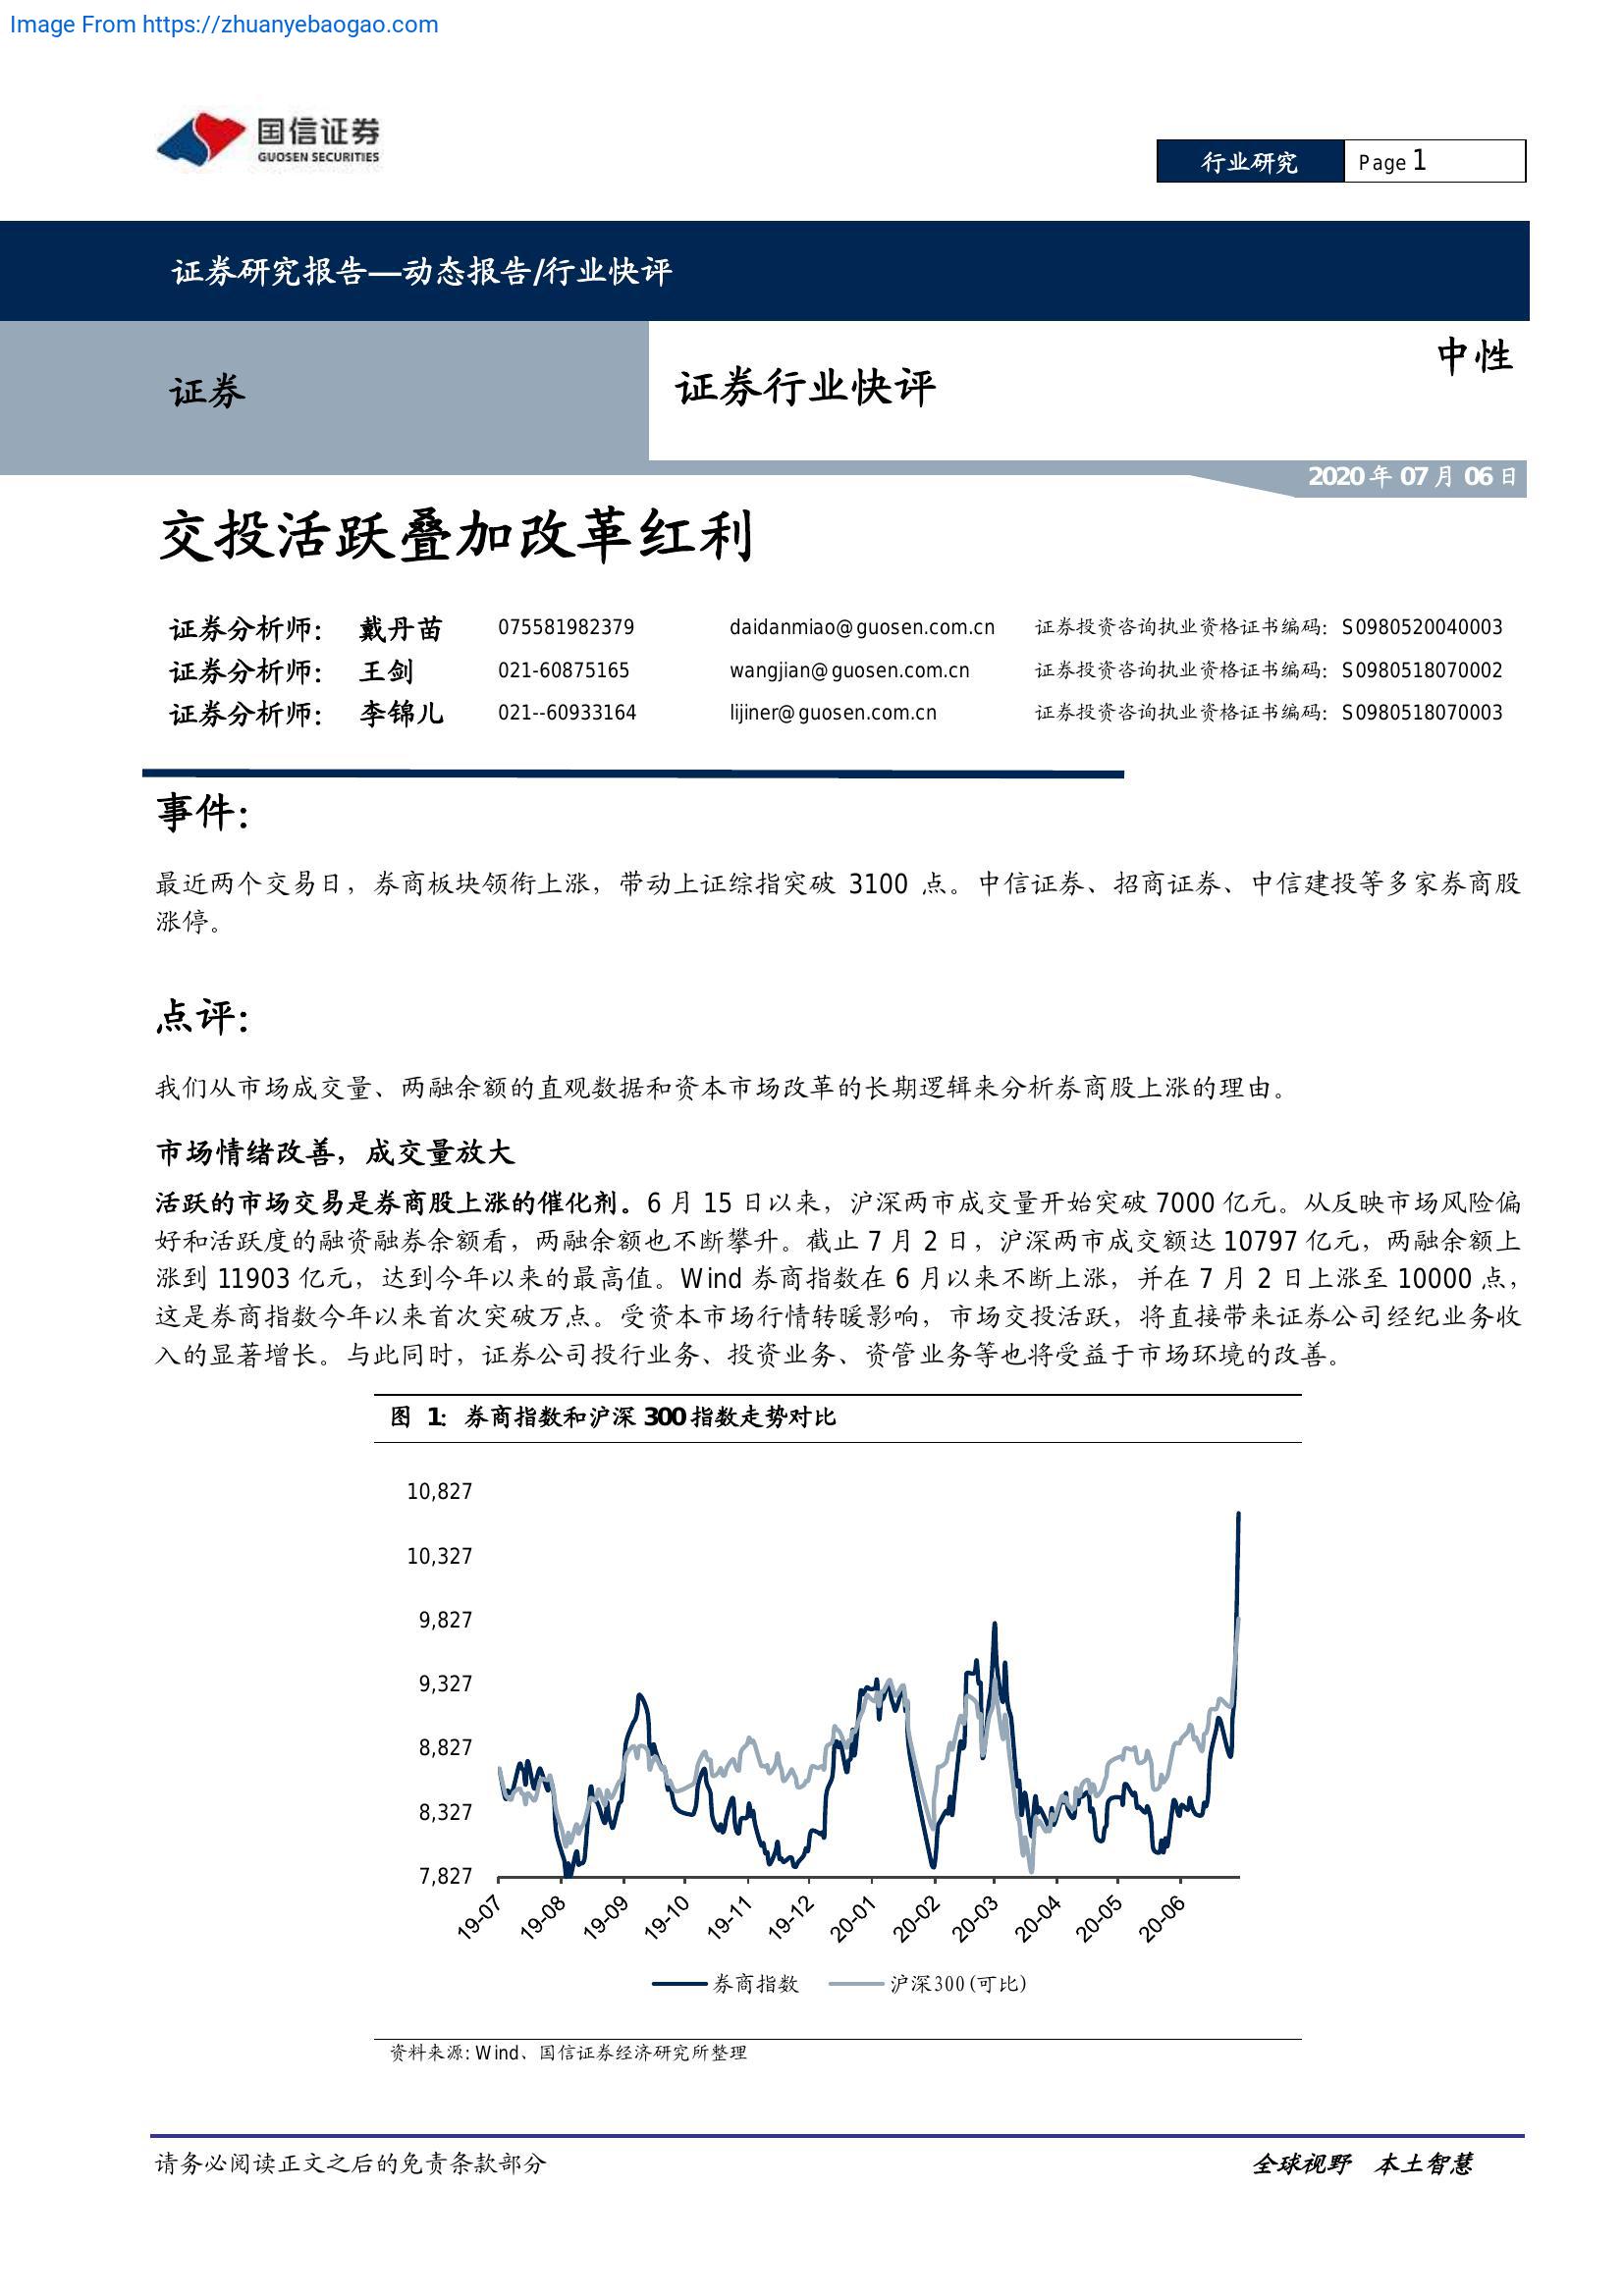 Image From https://zhuanyebaogao.com
国信证券
GUOSEN SECURITIES
行业研究 Page 1
证券研究报告—动态报告/行业快评
证券
证券行业快评
中性
2020 年 07 月 06 日
交投活跃叠加改革红利
证券分析师： 戴丹苗 075581982379 daidanmiao@guosen.com.cn 证券投资咨询执业资格证书编码：S0980520040003
证券分析师： 王剑 021-60875165 wangjian@guosen.com.cn 证券投资咨询执业资格证书编码：S0980518070002
证券分析师： 李锦儿 021--60933164 lijiner@guosen.com.cn 证券投资咨询执业资格证书编码：S0980518070003
事件：
最近两个交易日，券商板块领衔上涨，带动上证综指突破 3100 点。中信证券、招商证券、中信建投等多家券商股
涨停。
点评：
我们从市场成交量、两融余额的直观数据和资本市场改革的长期逻辑来分析券商股上涨的理由。
市场情绪改善，成交量放大
活跃的市场交易是券商股上涨的催化剂。6 月 15 日以来，沪深两市成交量开始突破 7000 亿元。从反映市场风险偏
好和活跃度的融资融券余额看，两融余额也不断攀升。截止 7 月 2 日，沪深两市成交额达 10797 亿元，两融余额上
涨到 11903 亿元，达到今年以来的最高值。Wind 券商指数在 6 月以来不断上涨，并在 7 月 2 日上涨至 10000 点，
这是券商指数今年以来首次突破万点。受资本市场行情转暖影响，市场交投活跃，将直接带来证券公司经纪业务收
入的显著增长。与此同时，证券公司投行业务、投资业务、资管业务等也将受益于市场环境的改善。
图 1：券商指数和沪深 300 指数走势对比
10,827
10,327
9,827
9,327
8,827
8,327
7,827
19-07 19-08 19-09 19-10 19-11 19-12 20-01 20-02 20-03 20-04 20-05 20-06
券商指数 沪深300(可比)
资料来源: Wind、国信证券经济研究所整理
请务必阅读正文之后的免责条款部分 全球视野 本土智慧